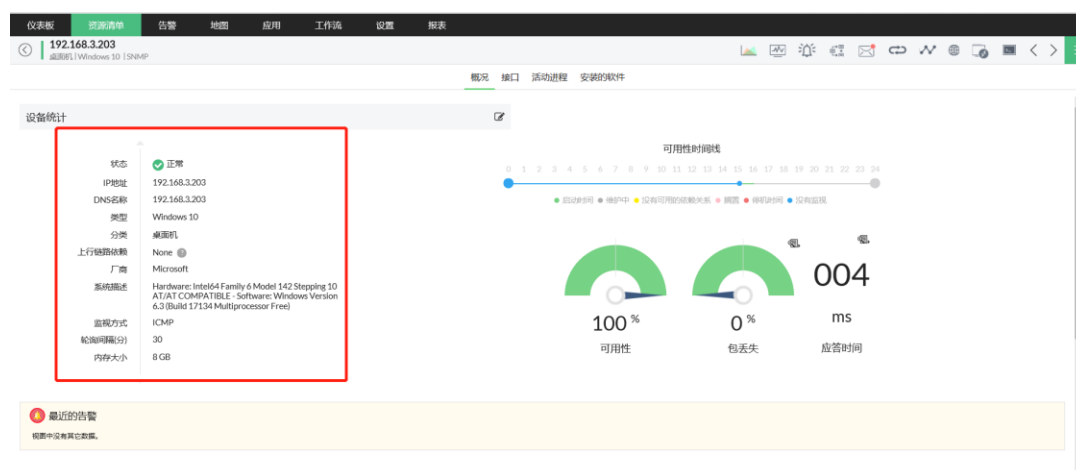 仪表板 资源清单 告警 地图 应用 工作流 设置 报表
192.168.3.203
桌面机 | Windows 10 | SNMP
概况 接口 活动进程 安装的软件
设备统计
状态 正常
IP地址 192.168.3.203
DNS名称 192.168.3.203
类型 Windows 10
分类 桌面机
上行链路依赖 None
厂商 Microsoft
系统描述 Hardware: Intel64 Family 6 Model 142 Stepping 10
AT/AT COMPATIBLE - Software: Windows Version
6.3 (Build 17134 Multiprocessor Free)
监视方式 ICMP
轮询间隔(分) 30
内存大小 8 GB
可用性时间线
0 1 2 3 4 5 6 7 8 9 10 11 12 13 14 15 16 17 18 19 20 21 22 23 24
启动时间 维护中 没有可用的依赖关系 搁置 停机时间 没有监视
100 %
可用性
0 %
包丢失
004
ms
应答时间
最近的告警
视图中没有其它数据。